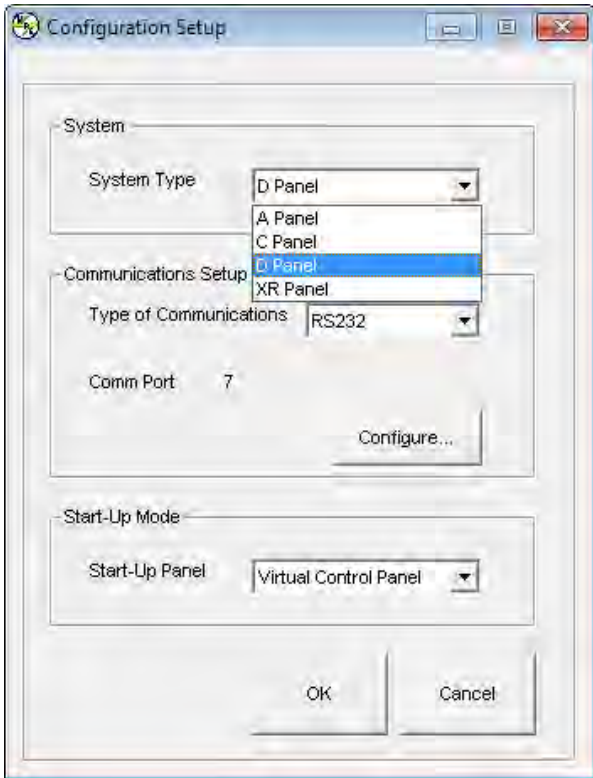 Configuration Setup
System
System Type
D Panel
A Panel
C Panel
D Panel
XR Panel
Communications Setup
Type of Communications
RS232
Comm Port 7
Configure...
Start-Up Mode
Start-Up Panel
Virtual Control Panel
OK
Cancel